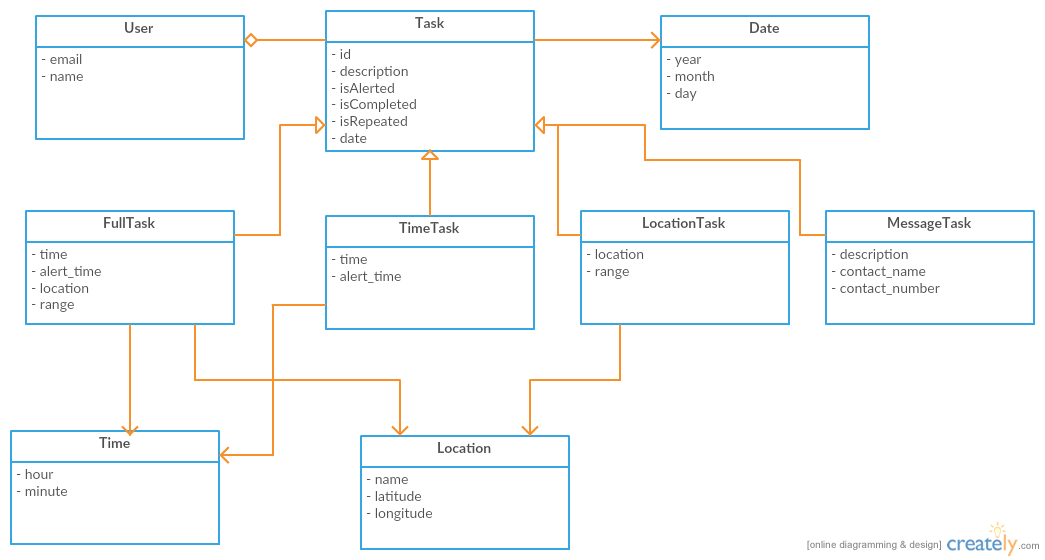 User
- email
- name
Task
- id
- description
- isAlerted
- isCompleted
- isRepeated
- date
Date
- year
- month
- day
FullTask
- time
- alert_time
- location
- range
TimeTask
- time
- alert_time
LocationTask
- location
- range
MessageTask
- description
- contact_name
- contact_number
Time
- hour
- minute
Location
- name
- latitude
- longitude
[online diagramming & design] creately.com